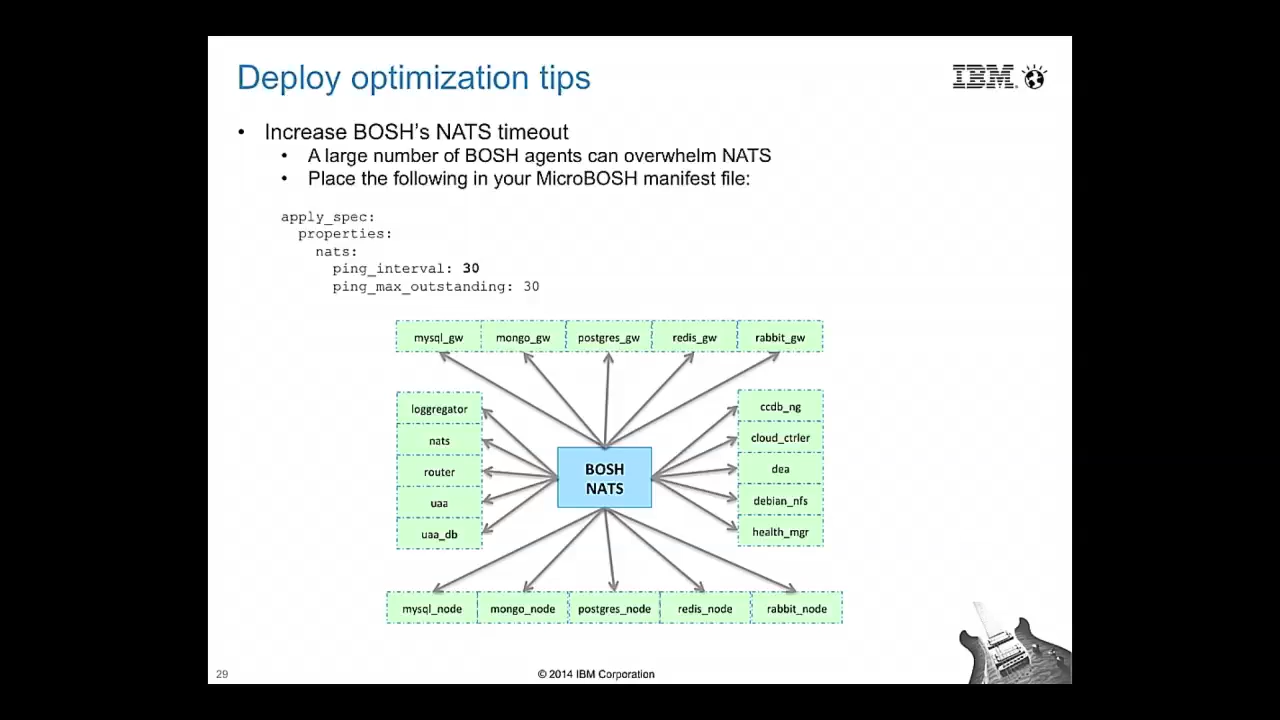 Deploy optimization tips
IBM
• Increase BOSH's NATS timeout
• A large number of BOSH agents can overwhelm NATS
• Place the following in your MicroBOSH manifest file:
apply_spec:
properties:
nats:
ping_interval: 30
ping_max_outstanding: 30
mysql_gw
mongo_gw
postgres_gw
redis_gw
rabbit_gw
loggregator
nats
router
uaa
uaa_db
BOSH
NATS
ccdb_ng
cloud_ctrler
dea
debian_nfs
health_mgr
mysql_node
mongo_node
postgres_node
redis_node
rabbit_node
29
© 2014 IBM Corporation